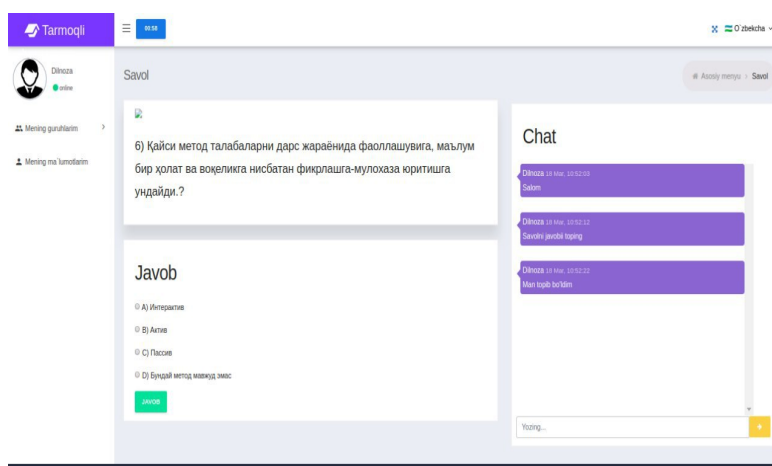 Tarmoqli
00:58
O'zbekcha
Dilnoza
online
Mening guruhlarim
Mening ma'lumotlarim
Savol
Asosiy menyu / Savol
6) Қайси метод талабаларни дарс жараёнида фаоллашувига, маълум
бир ҳолат ва воқеликга нисбатан фикрлашга-мулохаза юритишга
ундайди.?
Javob
A) Интерактив
B) Актив
C) Пассив
D) Бундай метод мавжуд эмас
JAVOB
Chat
Dilnoza 18 Mar, 10:52:03
Salom
Dilnoza 18 Mar, 10:52:12
Savolni javobii toping
Dilnoza 18 Mar, 10:52:22
Man topib bo'ldim
Yozing...